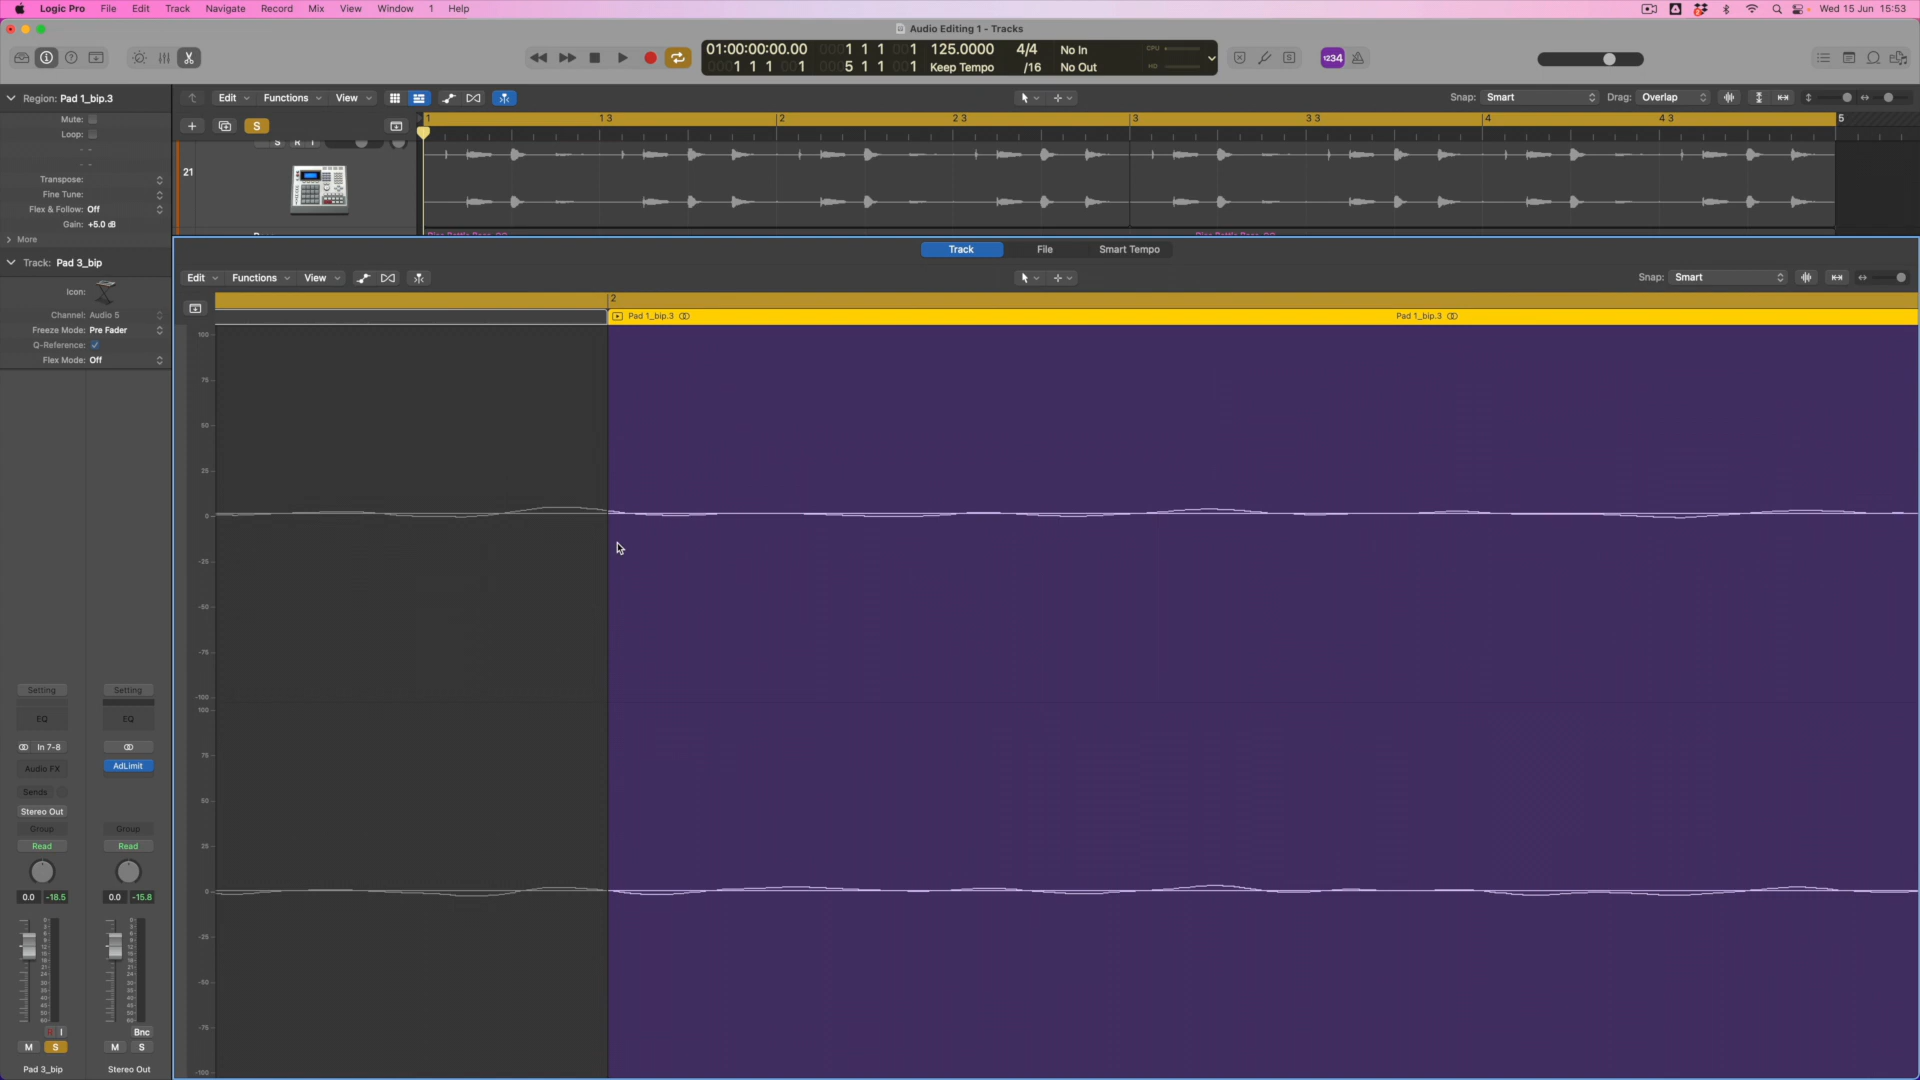 Logic Pro File Edit Track Navigate Record Mix View Window 1 Help Wed 15 Jun 15:53
Audio Editing 1 - Tracks
01:00:00:00.00 0001 1 1 001 125.0000 4/4 No In CPU
0001 1 1 001 0005 1 1 001 Keep Tempo /16 No Out HD
1234
Region: Pad 1_bip.3 Edit Functions View Snap: Smart Drag: Overlap
Mute:
Loop:
S 1 1 3 2 2 3 3 3 3 4 4 3 5
S R I
21
Transpose:
Fine Tune:
Flex & Follow: Off
Gain: +5.0 dB
More
Track File Smart Tempo
Track: Pad 3_bip
Edit Functions View Snap: Smart
Icon:
2
Channel: Audio 5
Pad 1_bip.3 Pad 1_bip.3
Freeze Mode: Pre Fader
Q-Reference:
Flex Mode: Off
100
75
50
25
0
-25
-50
-75
-100
100
75
50
25
0
-25
-50
-75
-100
Setting Setting
EQ EQ
In 7-8
Audio FX AdLimit
Sends
Stereo Out
Group Group
Read Read
0.0 -18.5 0.0 -15.8
R I Bnc
M S M S
Pad 3_bip Stereo Out